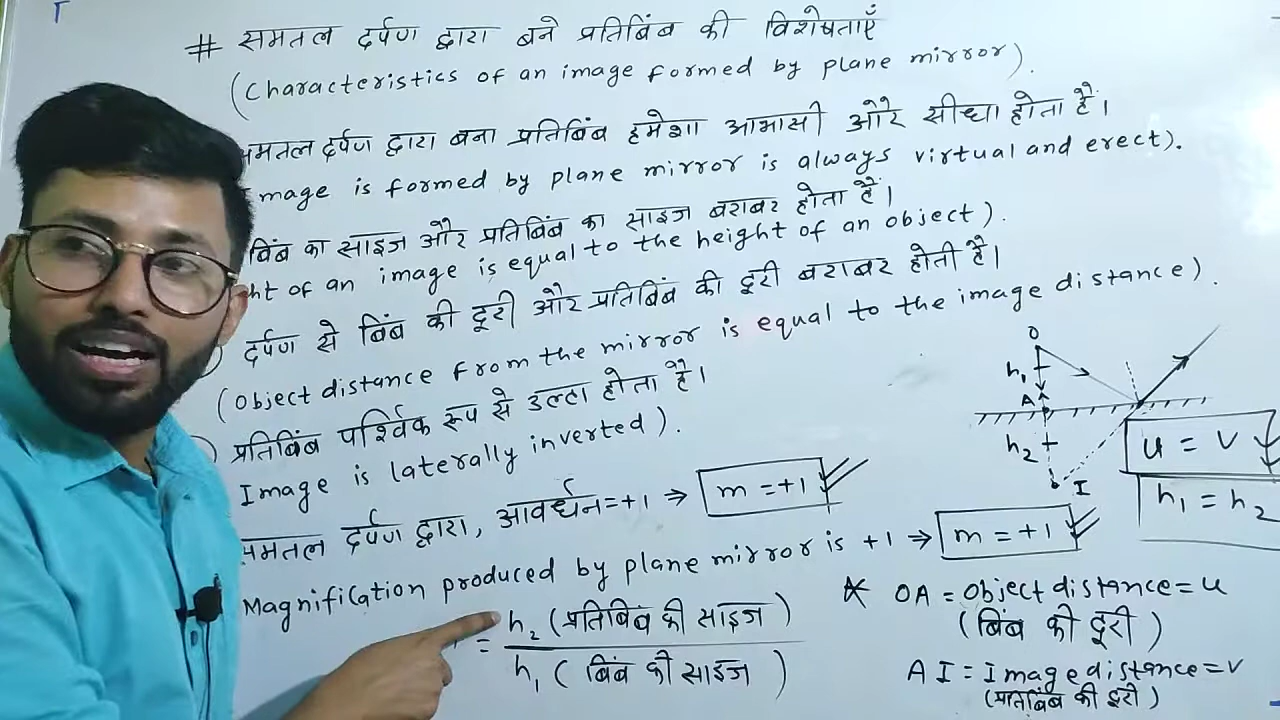 # समतल दर्पण द्वारा बने प्रतिबिंब की विशेषताएँ
(Characteristics of an image formed by plane mirror).
समतल दर्पण द्वारा बना प्रतिबिंब हमेशा आभासी और सीधा होता है।
mage is formed by plane mirror is always virtual and erect).
बिंब का साइज और प्रतिबिंब का साइज बराबर होता है।
ht of an image is equal to the height of an object).
दर्पण से बिंब की दूरी और प्रतिबिंब की दूरी बराबर होती है।
(Object distance from the mirror is equal to the image distance).
प्रतिबिंब पर्श्विक रूप से उल्टा होता है।
Image is laterally inverted).
समतल दर्पण द्वारा, आवर्धन=+1 ⇒ m = +1
Magnification produced by plane mirror is +1 ⇒ m = +1
= h₂ (प्रतिबिंब की साइज)
h₁ (बिंब की साइज)
O
h₁
A
h₂
I
u = v
h₁ = h₂
* OA = Object distance = u
(बिंब की दूरी)
AI = Image distance = v
(प्रतिबिंब की दूरी)